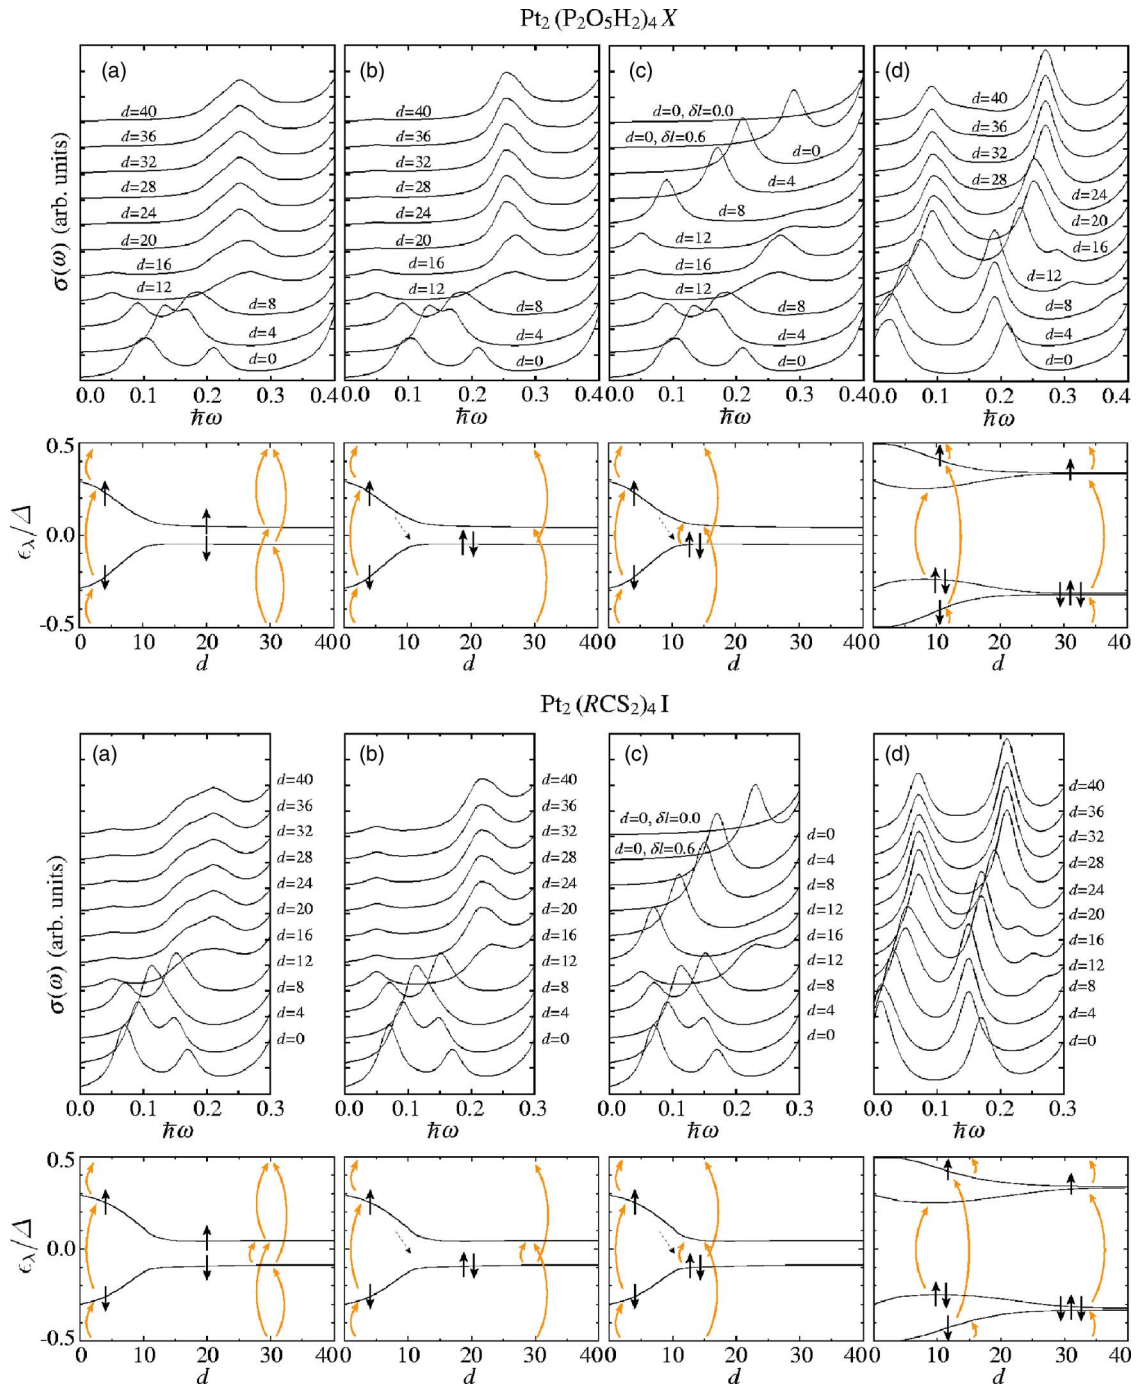 Pt₂ (P₂O₅H₂)₄ X
(a)
d=40
d=36
d=32
d=28
d=24
d=20
d=16
d=12
d=8
d=4
d=0
(b)
d=40
d=36
d=32
d=28
d=24
d=20
d=16
d=12
d=8
d=4
d=0
(c)
d=0, δl=0.0
d=0, δl=0.6
d=0
d=4
d=8
d=12
d=16
d=12
d=8
d=4
d=0
(d)
d=40
d=36
d=32
d=28
d=24
d=20
d=16
d=12
d=8
d=4
d=0
σ(ω) (arb. units)
0.0 0.1 0.2 0.3 0.4
0.0 0.1 0.2 0.3 0.4
0.0 0.1 0.2 0.3 0.4
0.0 0.1 0.2 0.3 0.4
ħω ħω ħω ħω
ϵλ/Δ
0.5
0.0
-0.5
0 10 20 30 40
0 10 20 30 40
0 10 20 30 40
0 10 20 30 40
d d d d
Pt₂ (RCS₂)₄ I
(a)
d=40
d=36
d=32
d=28
d=24
d=20
d=16
d=12
d=8
d=4
d=0
(b)
d=40
d=36
d=32
d=28
d=24
d=20
d=16
d=12
d=8
d=4
d=0
(c)
d=0, δl=0.0
d=0, δl=0.6
d=0
d=4
d=8
d=12
d=16
d=12
d=8
d=4
d=0
(d)
d=40
d=36
d=32
d=28
d=24
d=20
d=16
d=12
d=8
d=4
d=0
σ(ω) (arb. units)
0.0 0.1 0.2 0.3
0.0 0.1 0.2 0.3
0.0 0.1 0.2 0.3
0.0 0.1 0.2 0.3
ħω ħω ħω ħω
ϵλ/Δ
0.5
0.0
-0.5
0 10 20 30 40
0 10 20 30 40
0 10 20 30 40
0 10 20 30 40
d d d d